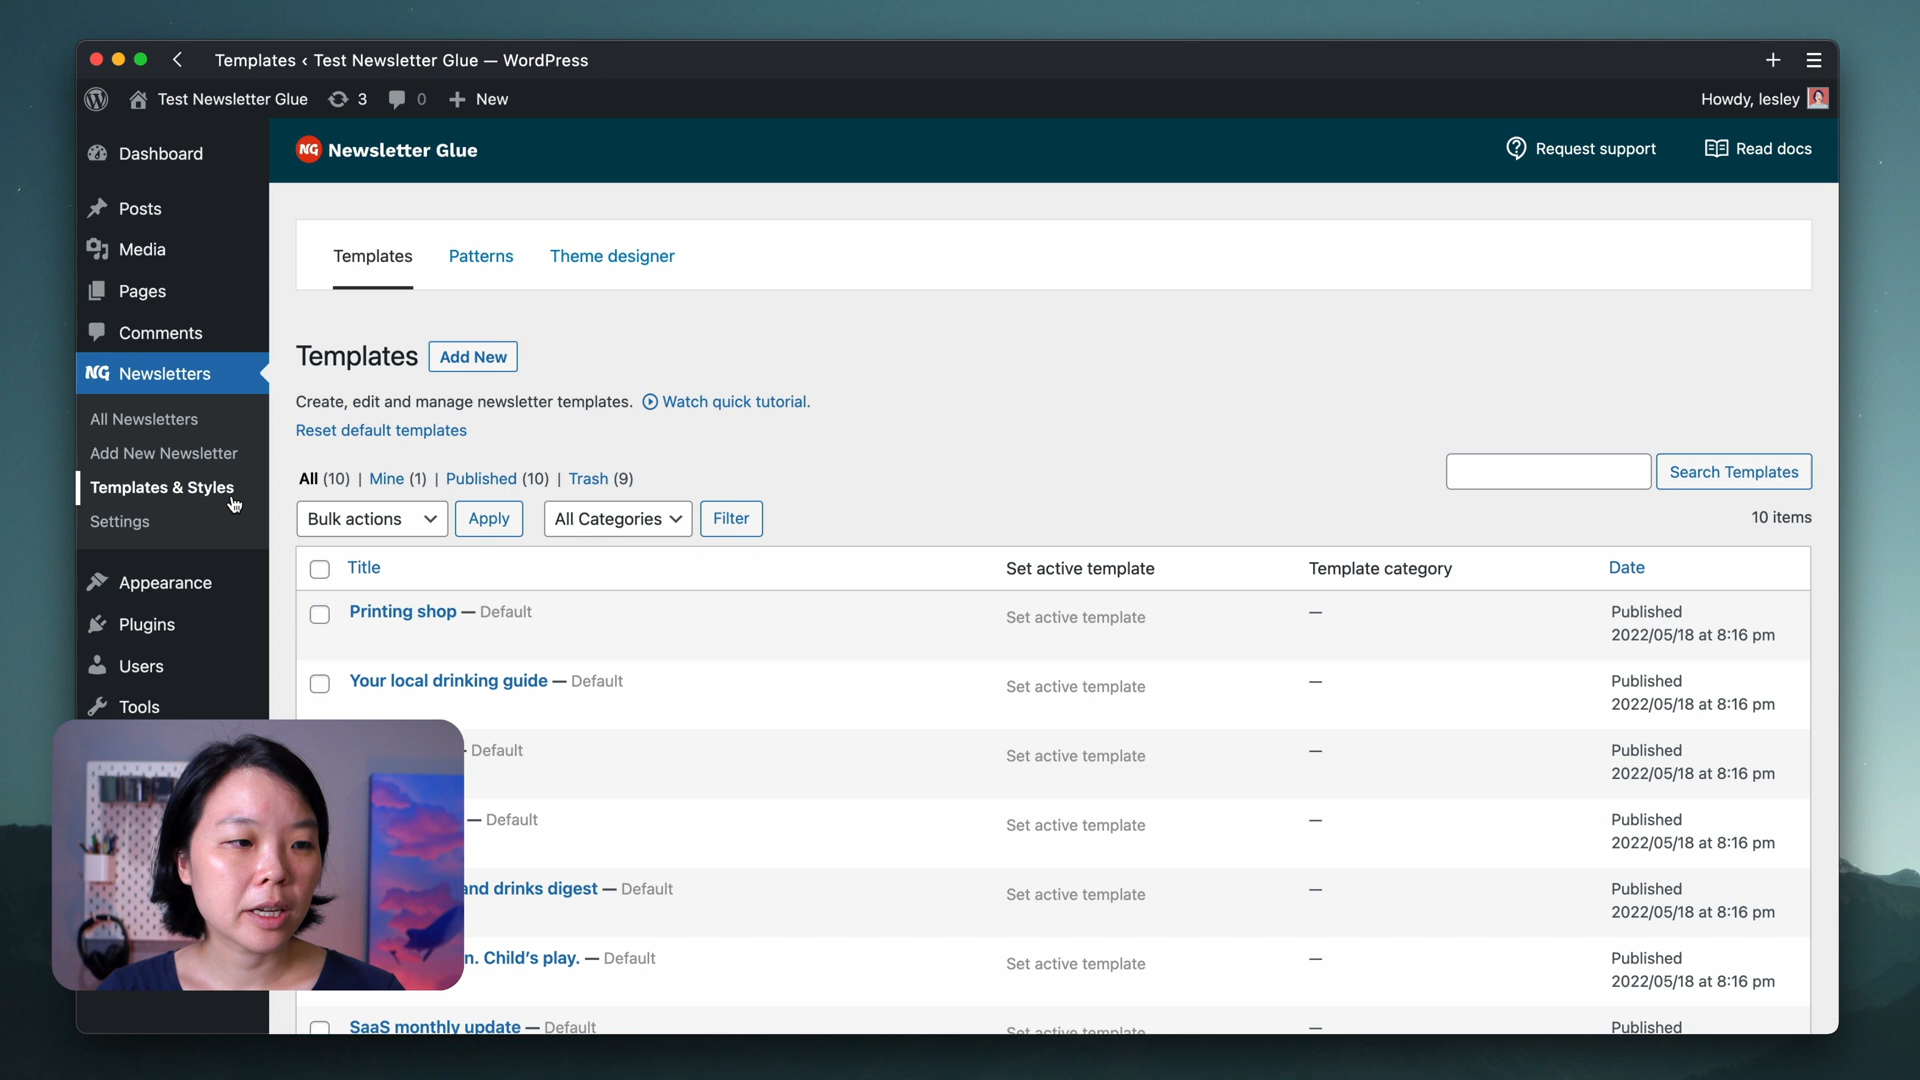 Templates ‹ Test Newsletter Glue — WordPress
Test Newsletter Glue 3 0 New
Howdy, lesley
Dashboard
Posts
Media
Pages
Comments
NG Newsletters
All Newsletters
Add New Newsletter
Templates & Styles
Settings
Appearance
Plugins
Users
Tools
NG Newsletter Glue
Request support
Read docs
Templates Patterns Theme designer
Templates Add New
Create, edit and manage newsletter templates. Watch quick tutorial.
Reset default templates
All (10) | Mine (1) | Published (10) | Trash (9)
Search Templates
Bulk actions Apply All Categories Filter
10 items
Title Set active template Template category Date
Printing shop — Default Set active template — Published
2022/05/18 at 8:16 pm
Your local drinking guide — Default Set active template — Published
2022/05/18 at 8:16 pm
Default Set active template — Published
2022/05/18 at 8:16 pm
— Default Set active template — Published
2022/05/18 at 8:16 pm
and drinks digest — Default Set active template — Published
2022/05/18 at 8:16 pm
n. Child's play. — Default Set active template — Published
2022/05/18 at 8:16 pm
SaaS monthly update — Default Set active template — Published